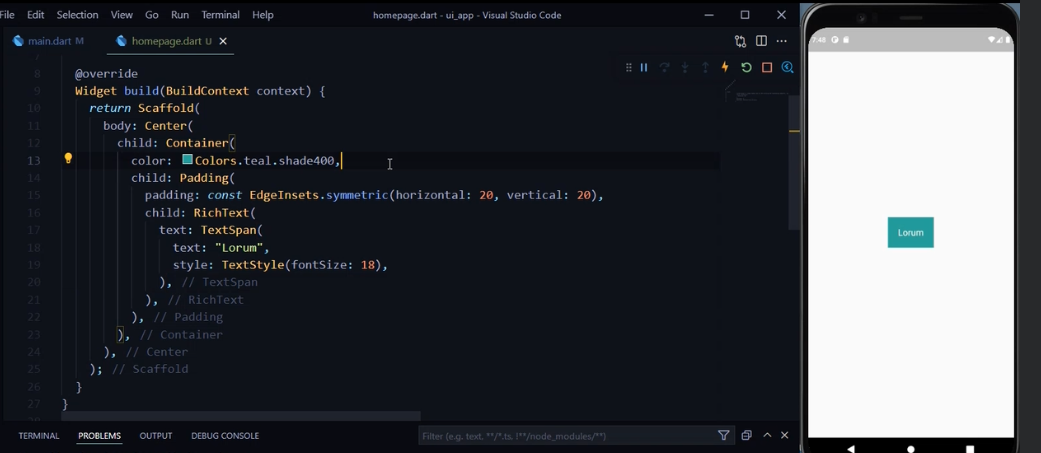 File Edit Selection View Go Run Terminal Help
homepage.dart - ui_app - Visual Studio Code
main.dart M
homepage.dart U
8 @override
9 Widget build(BuildContext context) {
10 return Scaffold(
11 body: Center(
12 child: Container(
13 color: Colors.teal.shade400,
14 child: Padding(
15 padding: const EdgeInsets.symmetric(horizontal: 20, vertical: 20),
16 child: RichText(
17 text: TextSpan(
18 text: "Lorum",
19 style: TextStyle(fontSize: 18),
20 ), // TextSpan
21 ), // RichText
22 ), // Padding
23 ), // Container
24 ), // Center
25 ); // Scaffold
26 }
27 }
TERMINAL PROBLEMS OUTPUT DEBUG CONSOLE
Filter (e.g. text, **/*.ts, !**/node_modules/**)
7:48
Lorum